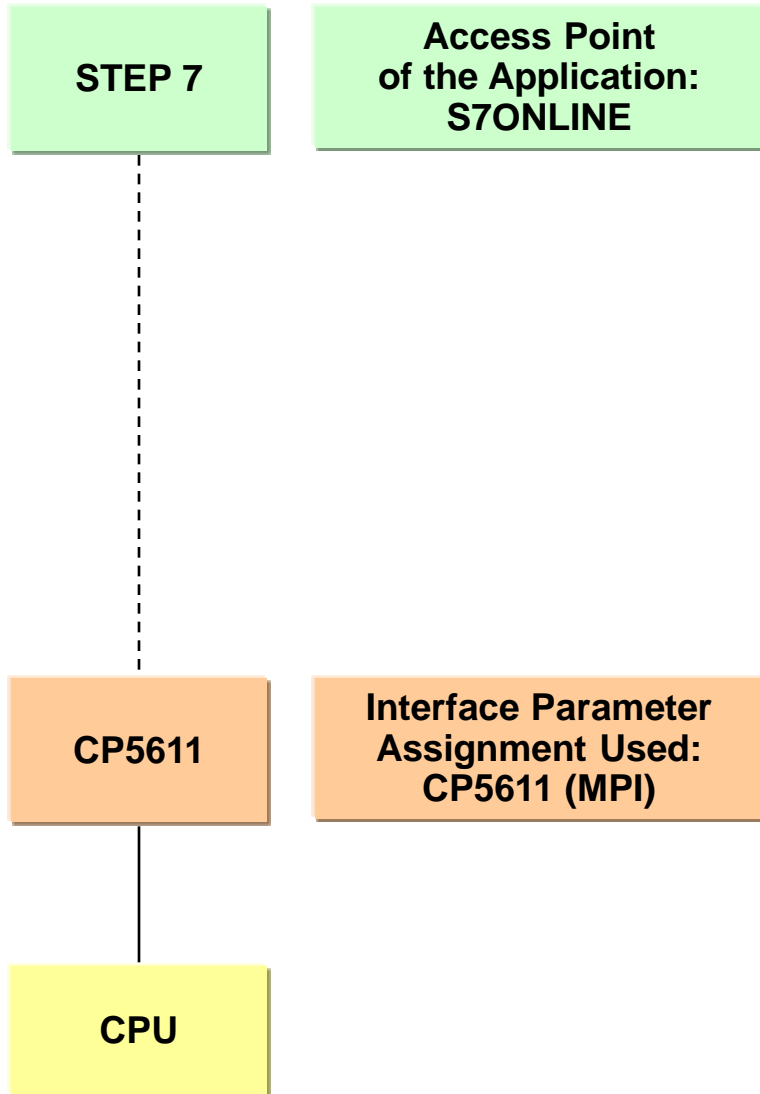 STEP 7
Access Point
of the Application:
S7ONLINE
CP5611
Interface Parameter
Assignment Used:
CP5611 (MPI)
CPU